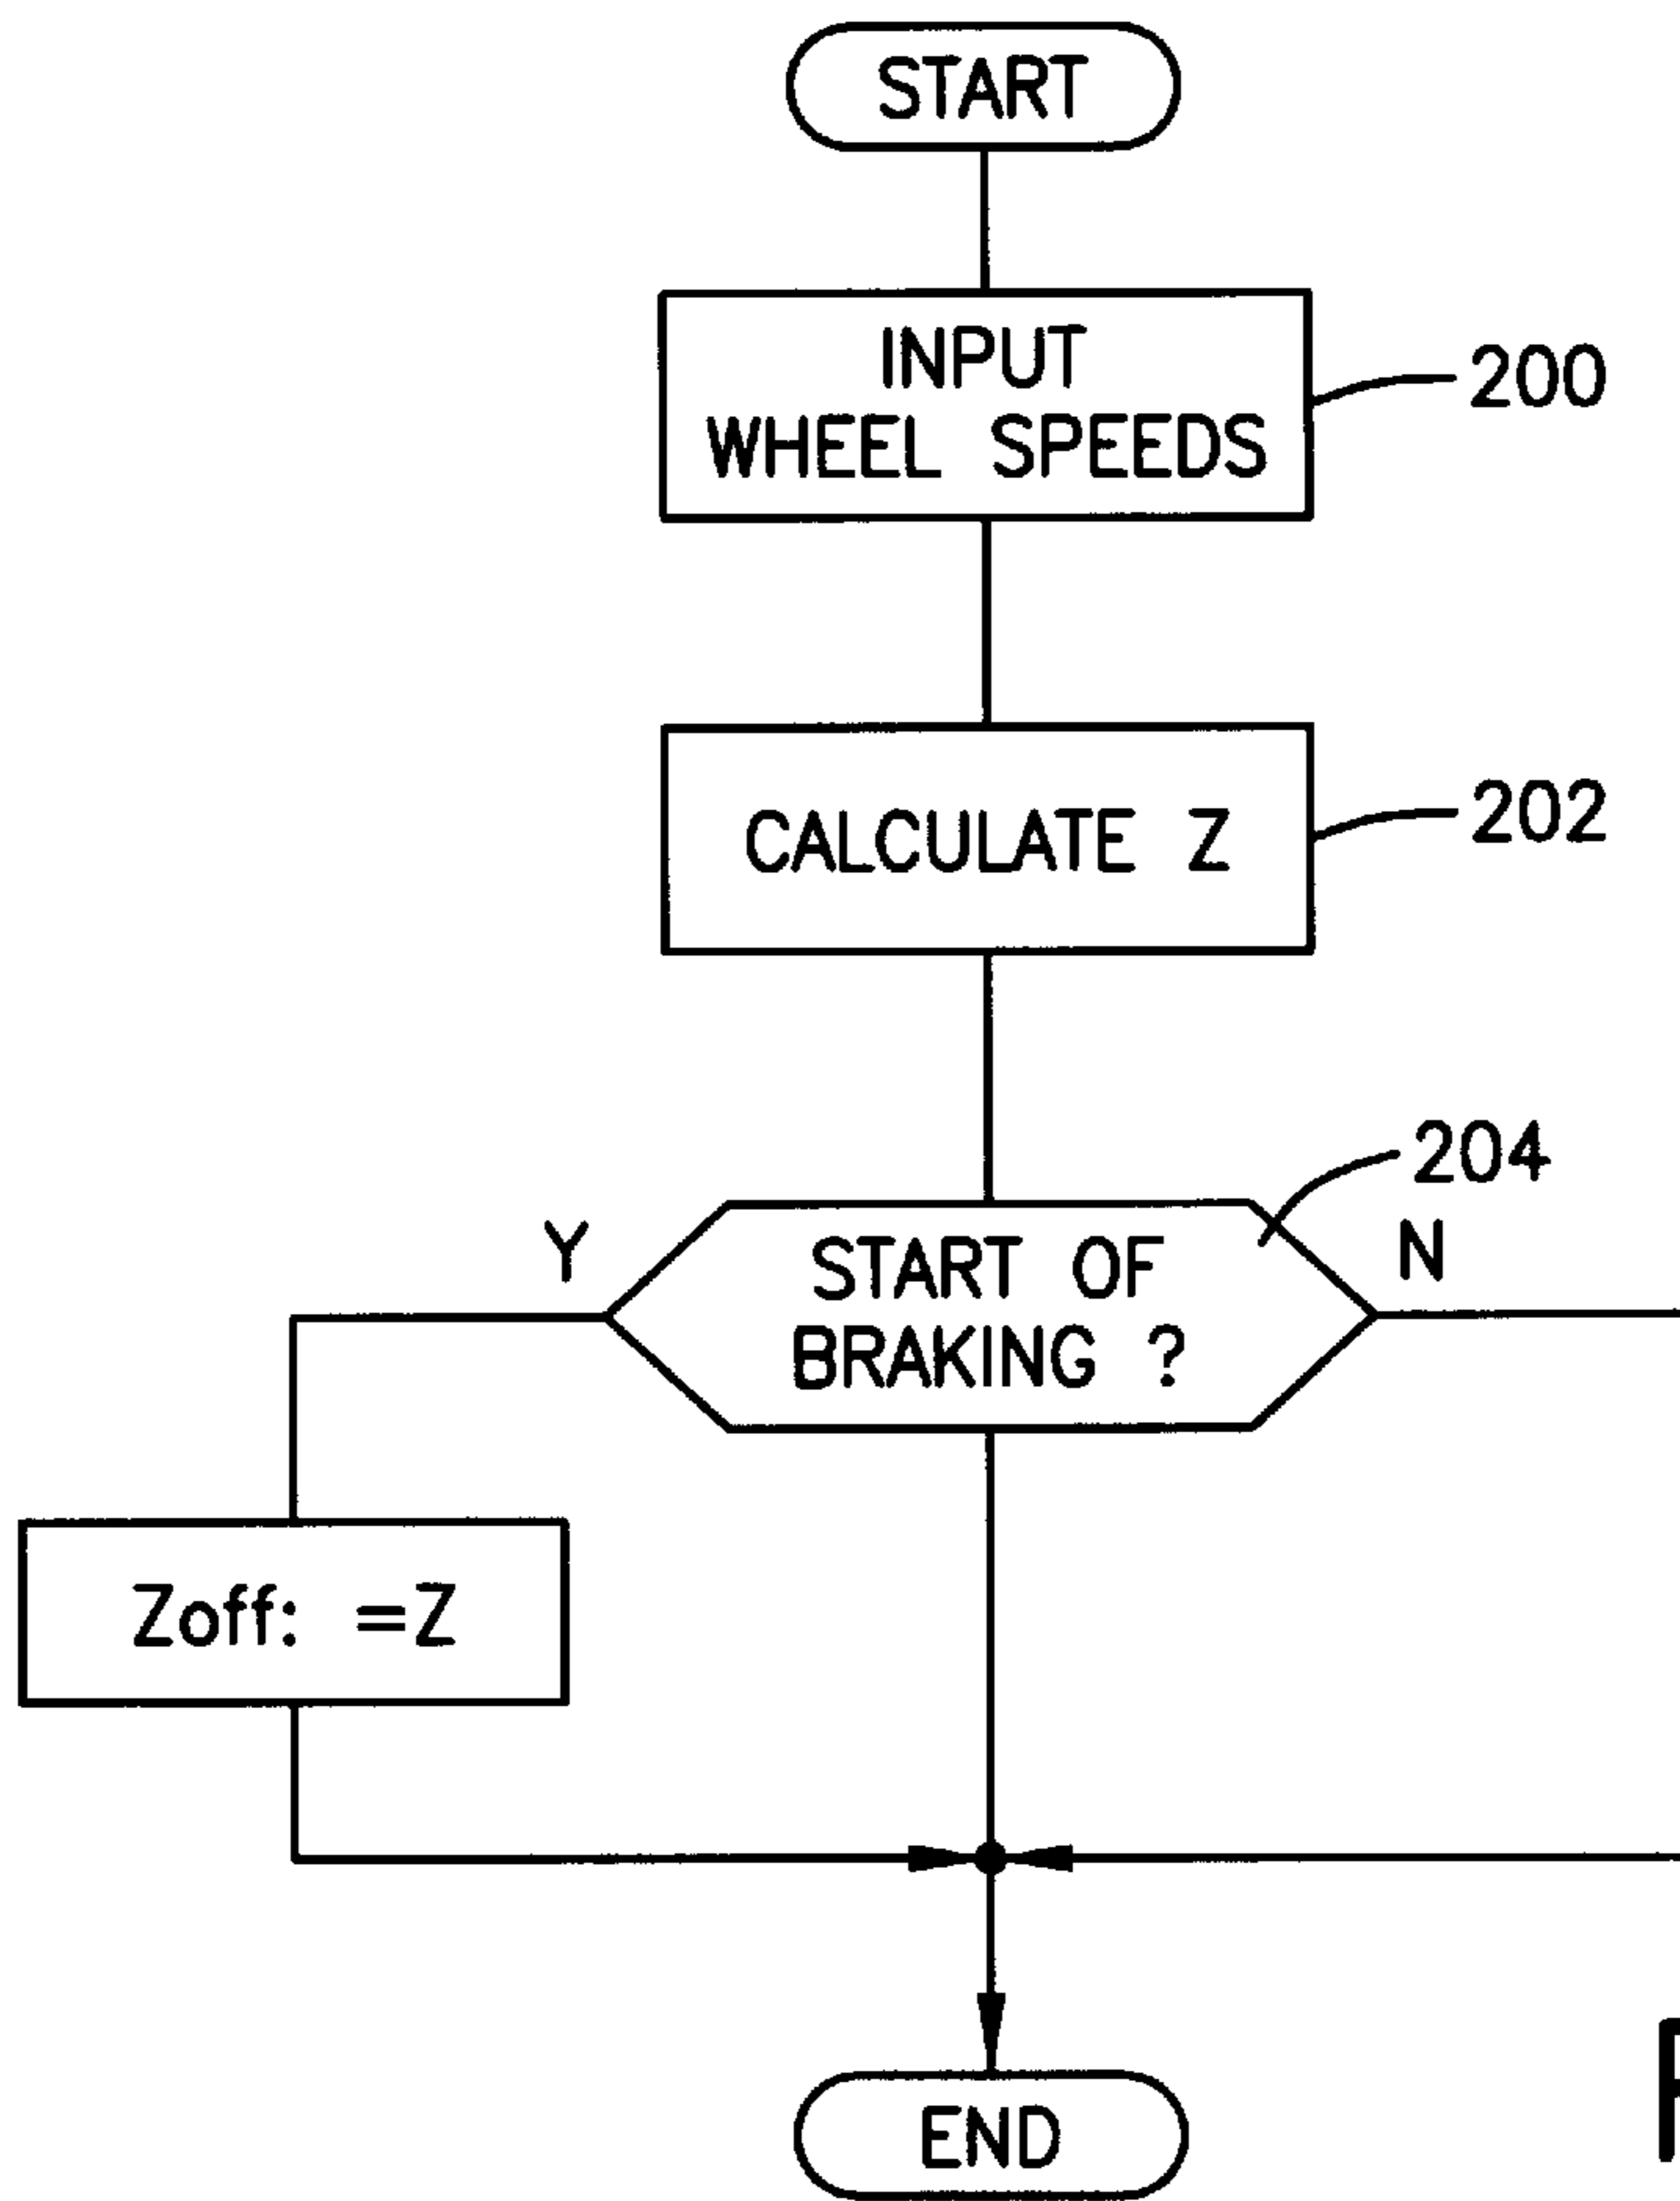 START
INPUT
WHEEL SPEEDS
200
CALCULATE Z
202
204
Y
N
START OF
BRAKING ?
Zoff: =Z
END